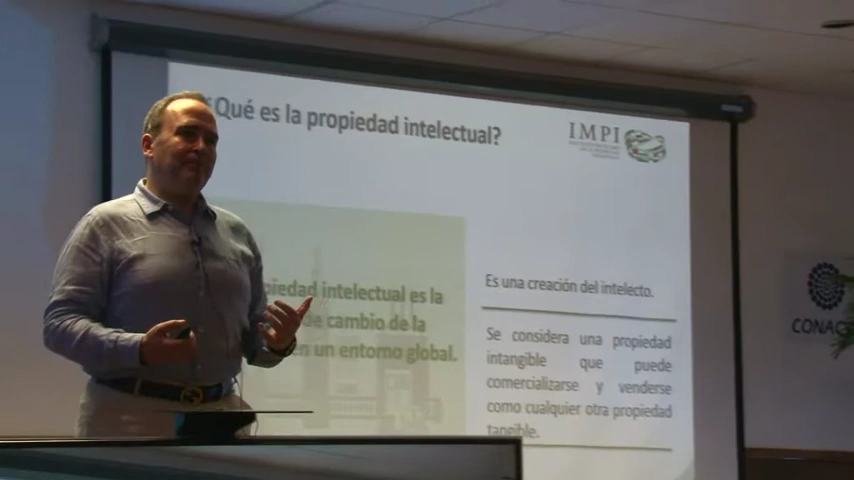 ¿Qué es la propiedad intelectual?
IMPI
piedad intelectual es la
de cambio de la
en un entorno global.
Es una creación del intelecto.
Se considera una propiedad
intangible que puede
comercializarse y venderse
como cualquier otra propiedad
tangible.
CONAC